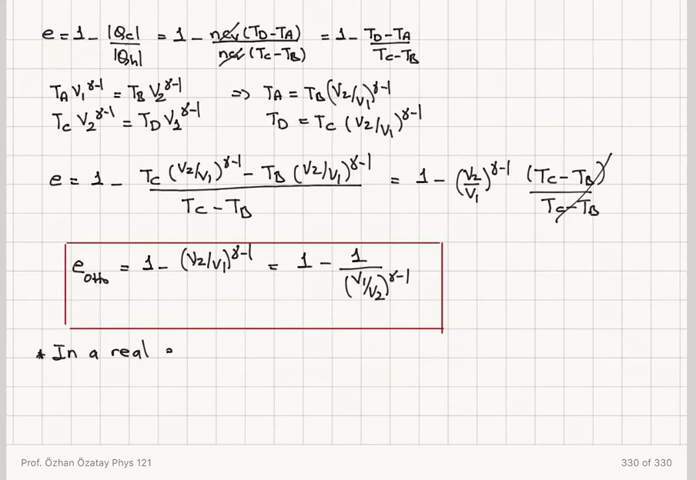 e = 1 - |Qc|/|Qh| = 1 - ncv (TD - TA)/ncv (Tc - TB) = 1 - TD - TA/Tc - TB
TA V1^γ-1 = TB V2^γ-1 => TA = TB (V2/V1)^γ-1
Tc V2^γ-1 = TD V1^γ-1 TD = Tc (V2/V1)^γ-1
e = 1 - Tc (V2/V1)^γ-1 - TB (V2/V1)^γ-1/Tc - TB = 1 - (V2/V1)^γ-1 (Tc - TB)/Tc - TB
eOtto = 1 - (V2/V1)^γ-1 = 1 - 1/(V1/V2)^γ-1
* In a real
Prof. Özhan Özatay Phys 121
330 of 330